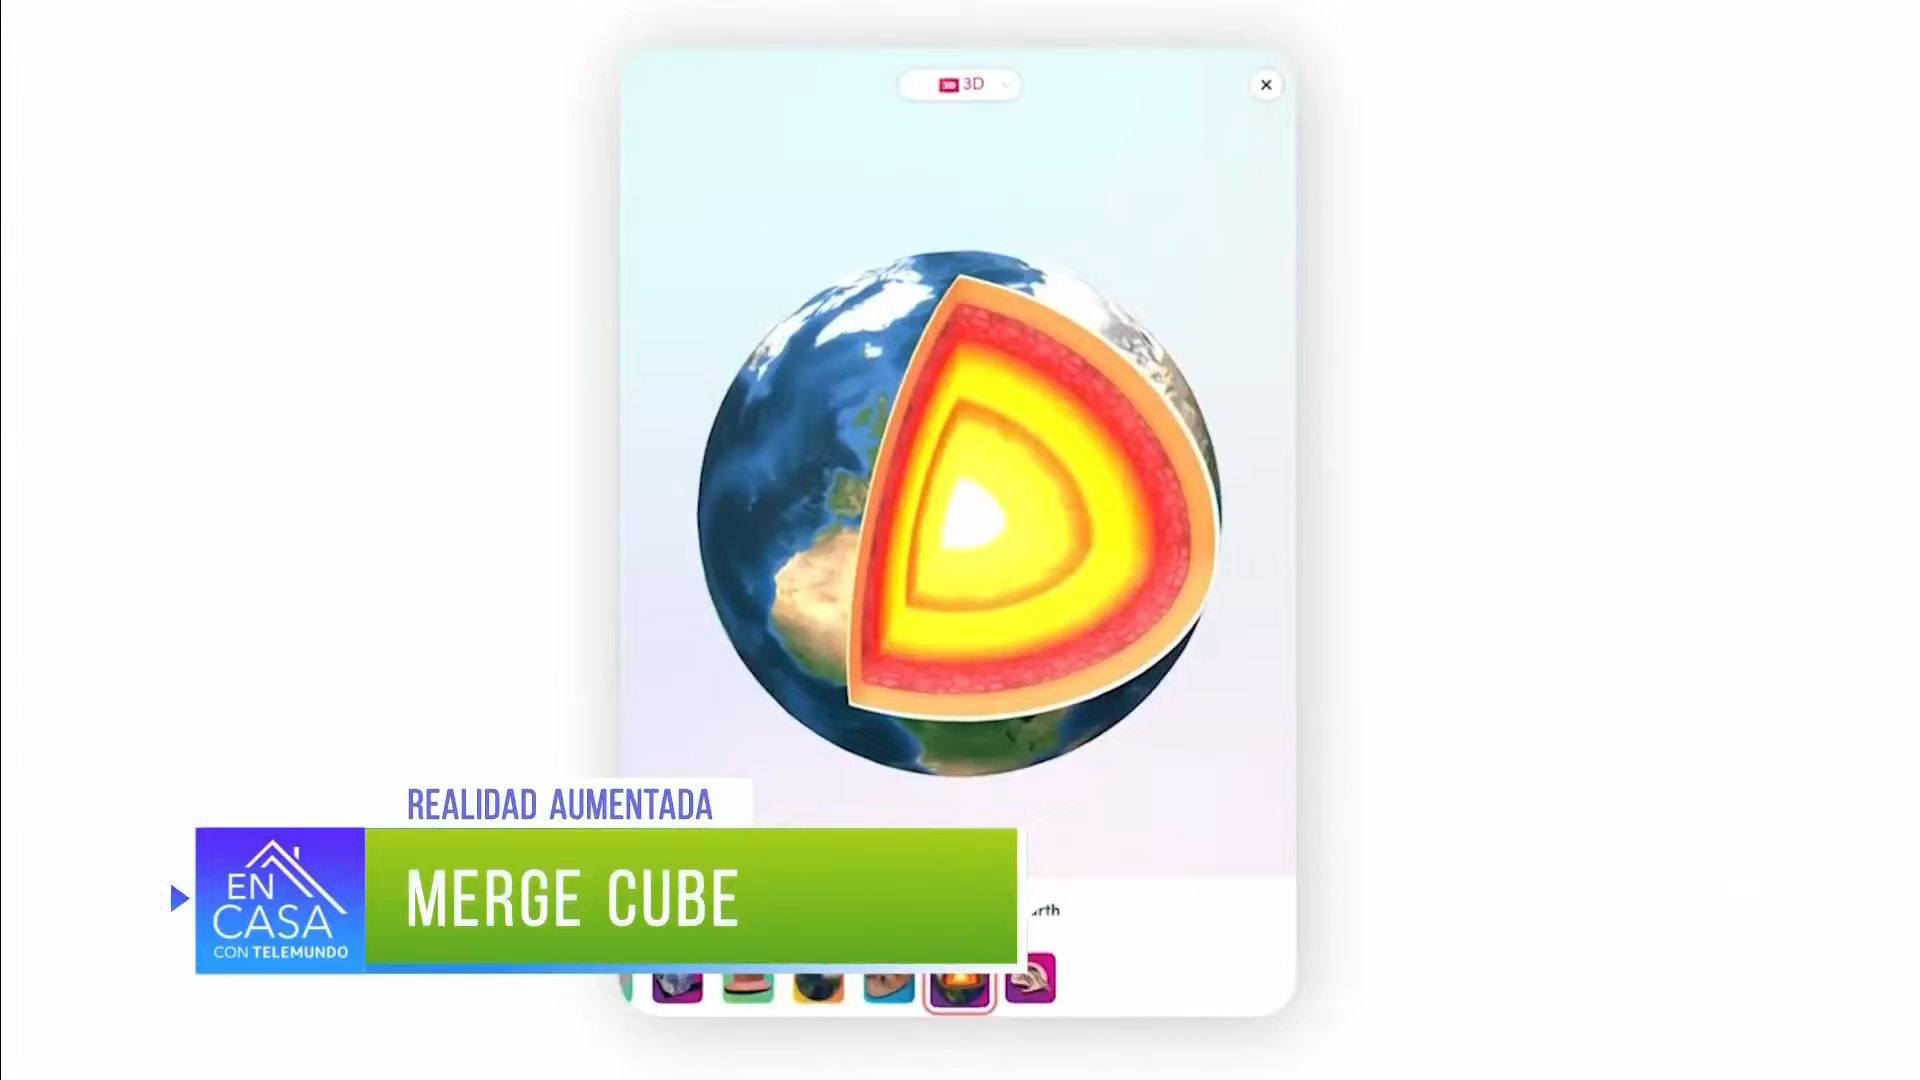 3D
REALIDAD AUMENTADA
EN
CASA
CON TELEMUNDO
MERGE CUBE